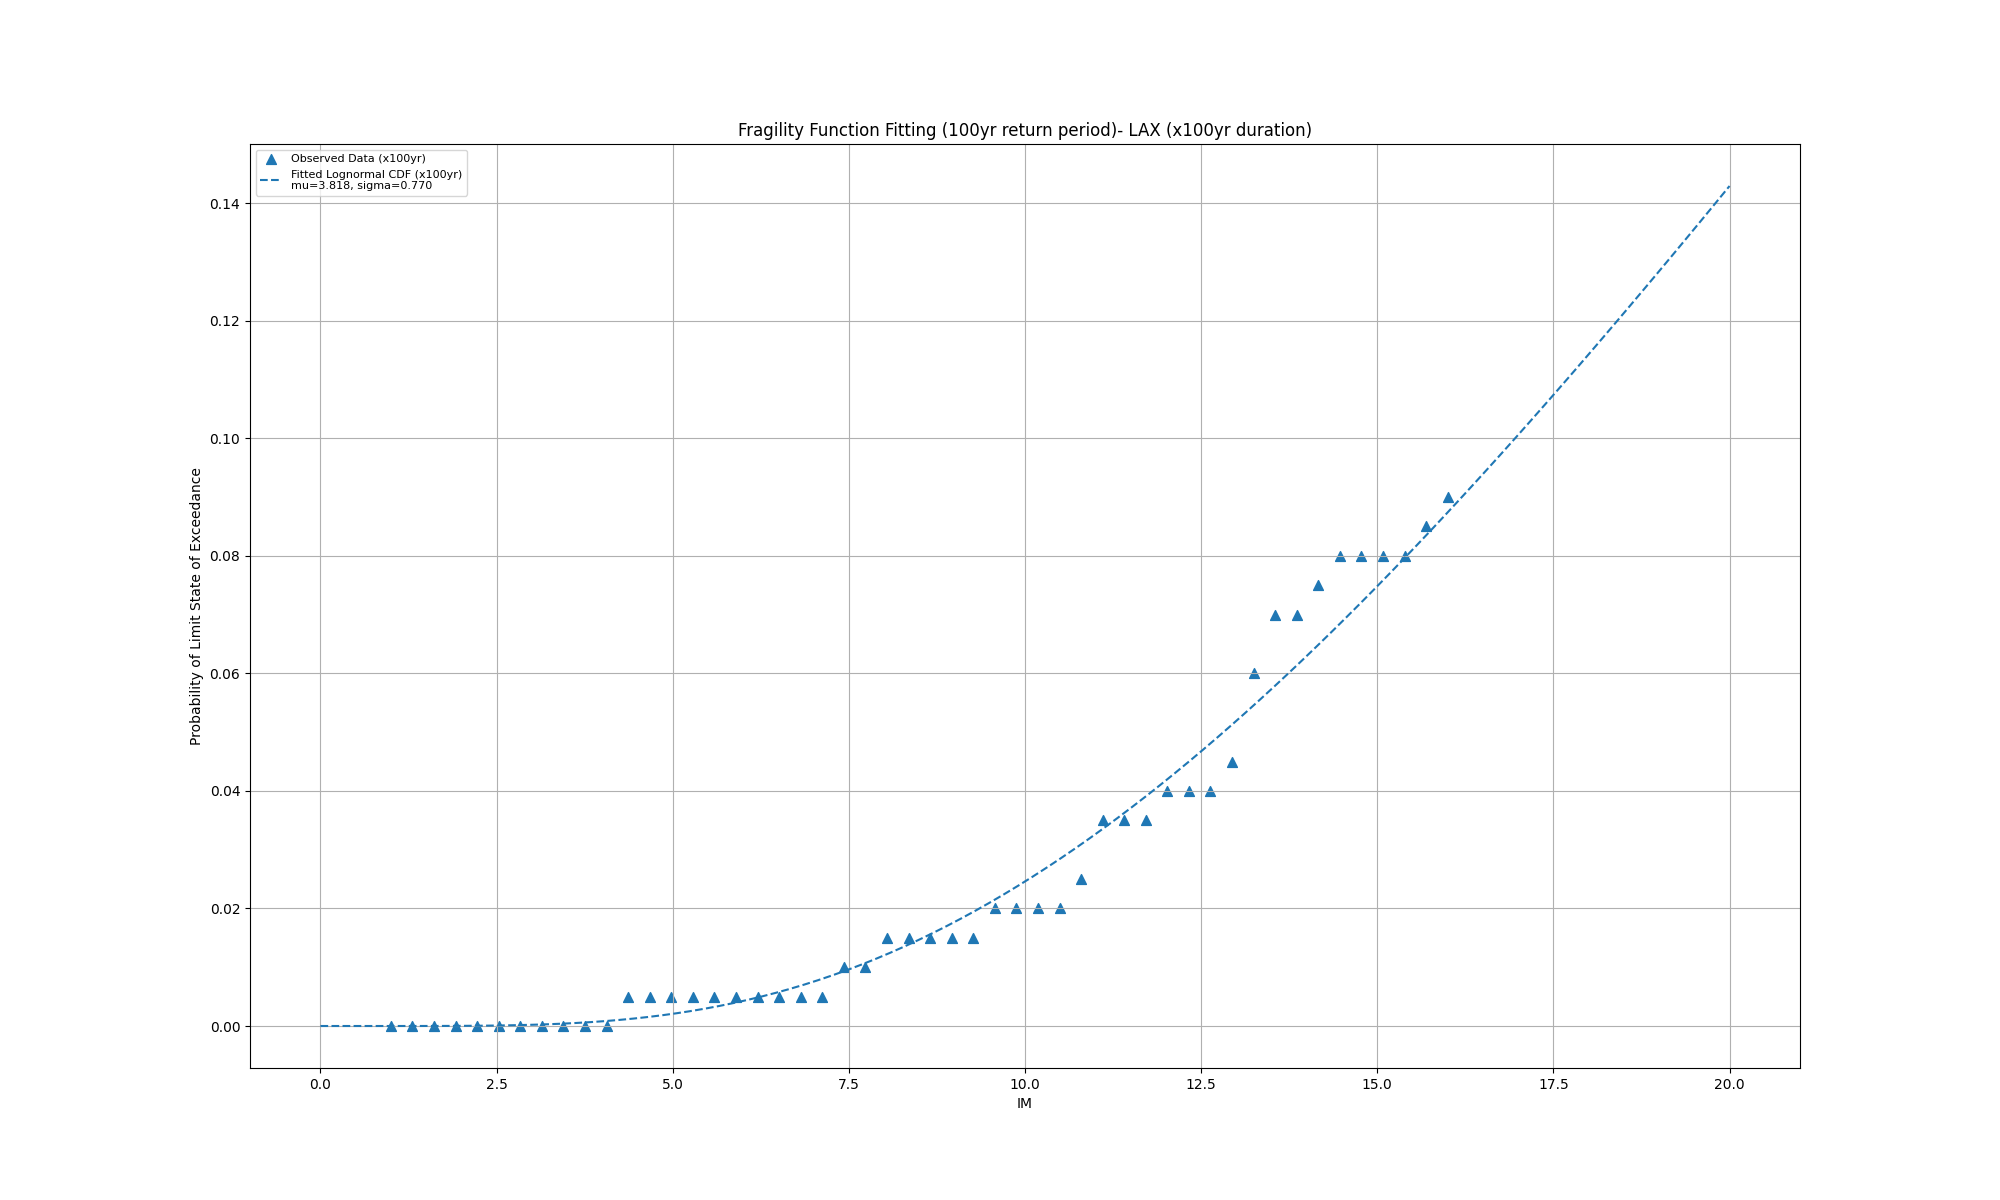 Fragility Function Fitting (100yr return period)- LAX (x100yr duration)
Observed Data (x100yr)
Fitted Lognormal CDF (x100yr)
mu=3.818, sigma=0.770
Probability of Limit State of Exceedance
0.14
0.12
0.10
0.08
0.06
0.04
0.02
0.00
0.0 2.5 5.0 7.5 10.0 12.5 15.0 17.5 20.0
IM